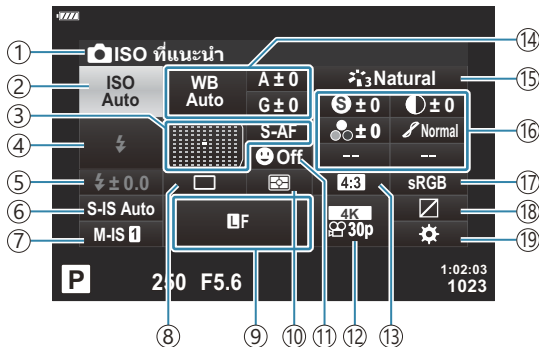 ⑭
① ISO ที่แนะนำ
② ISO Auto WB Auto A±0 G±0 3 Natural ⑮
③ S-AF S±0 ±0 ⑯
④ Off ±0 Normal
-- --
⑤ ±0.0 4:3 sRGB ⑰
⑥ S-IS Auto LF 4K 30p ⑱
⑦ M-IS 1 ⑲
P 250 F5.6 1:02:03
1023
⑧ ⑨ ⑩ ⑪ ⑫ ⑬